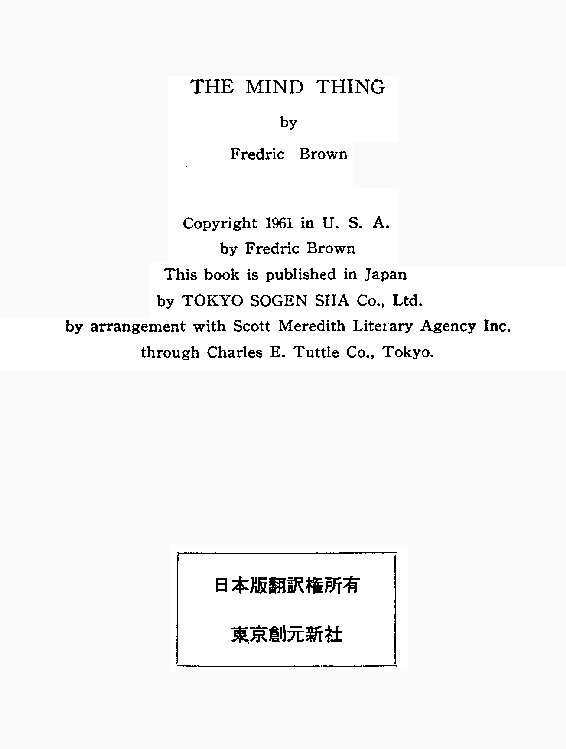 THE MIND THING
by
Fredric Brown
Copyright 1961 in U. S. A.
by Fredric Brown
This book is published in Japan
by TOKYO SOGEN SHA Co., Ltd.
by arrangement with Scott Meredith Literary Agency Inc.
through Charles E. Tuttle Co., Tokyo.
日本版翻訳権所有
東京創元新社